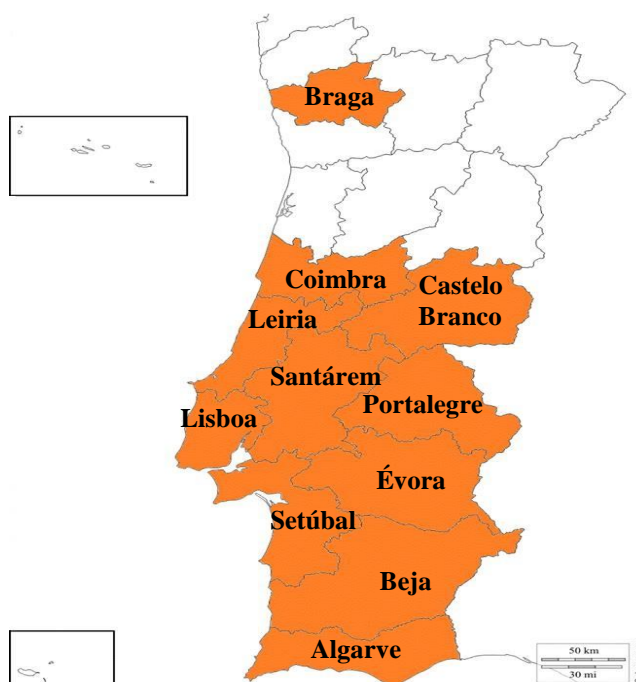 Braga
Coimbra
Castelo
Branco
Leiria
Santárem
Portalegre
Lisboa
Évora
Setúbal
Beja
Algarve
50 km
30 mi